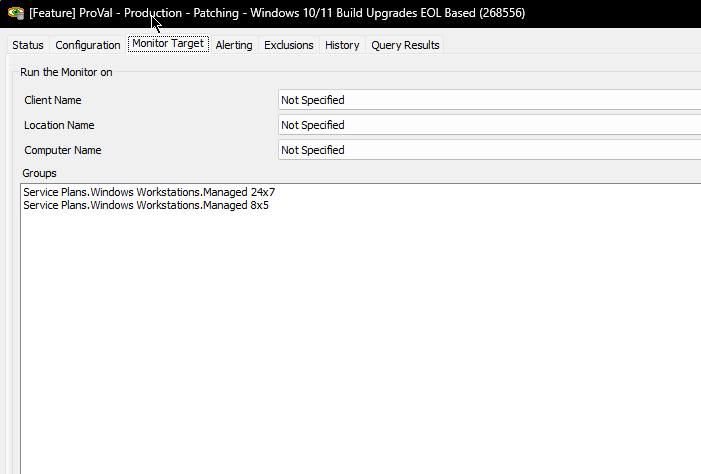 [Feature] ProVal - Production - Patching - Windows 10/11 Build Upgrades EOL Based (268556)
Status Configuration Monitor Target Alerting Exclusions History Query Results
Run the Monitor on
Client Name Not Specified
Location Name Not Specified
Computer Name Not Specified
Groups
Service Plans.Windows Workstations.Managed 24x7
Service Plans.Windows Workstations.Managed 8x5